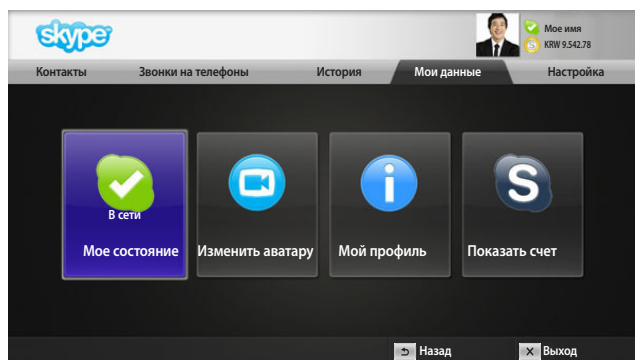 skype
Мое имя
S KRW 9.542.78
Контакты Звонки на телефоны История Мои данные Настройка
В сети
S
Мое состояние Изменить аватару Мой профиль Показать счет
Назад Выход